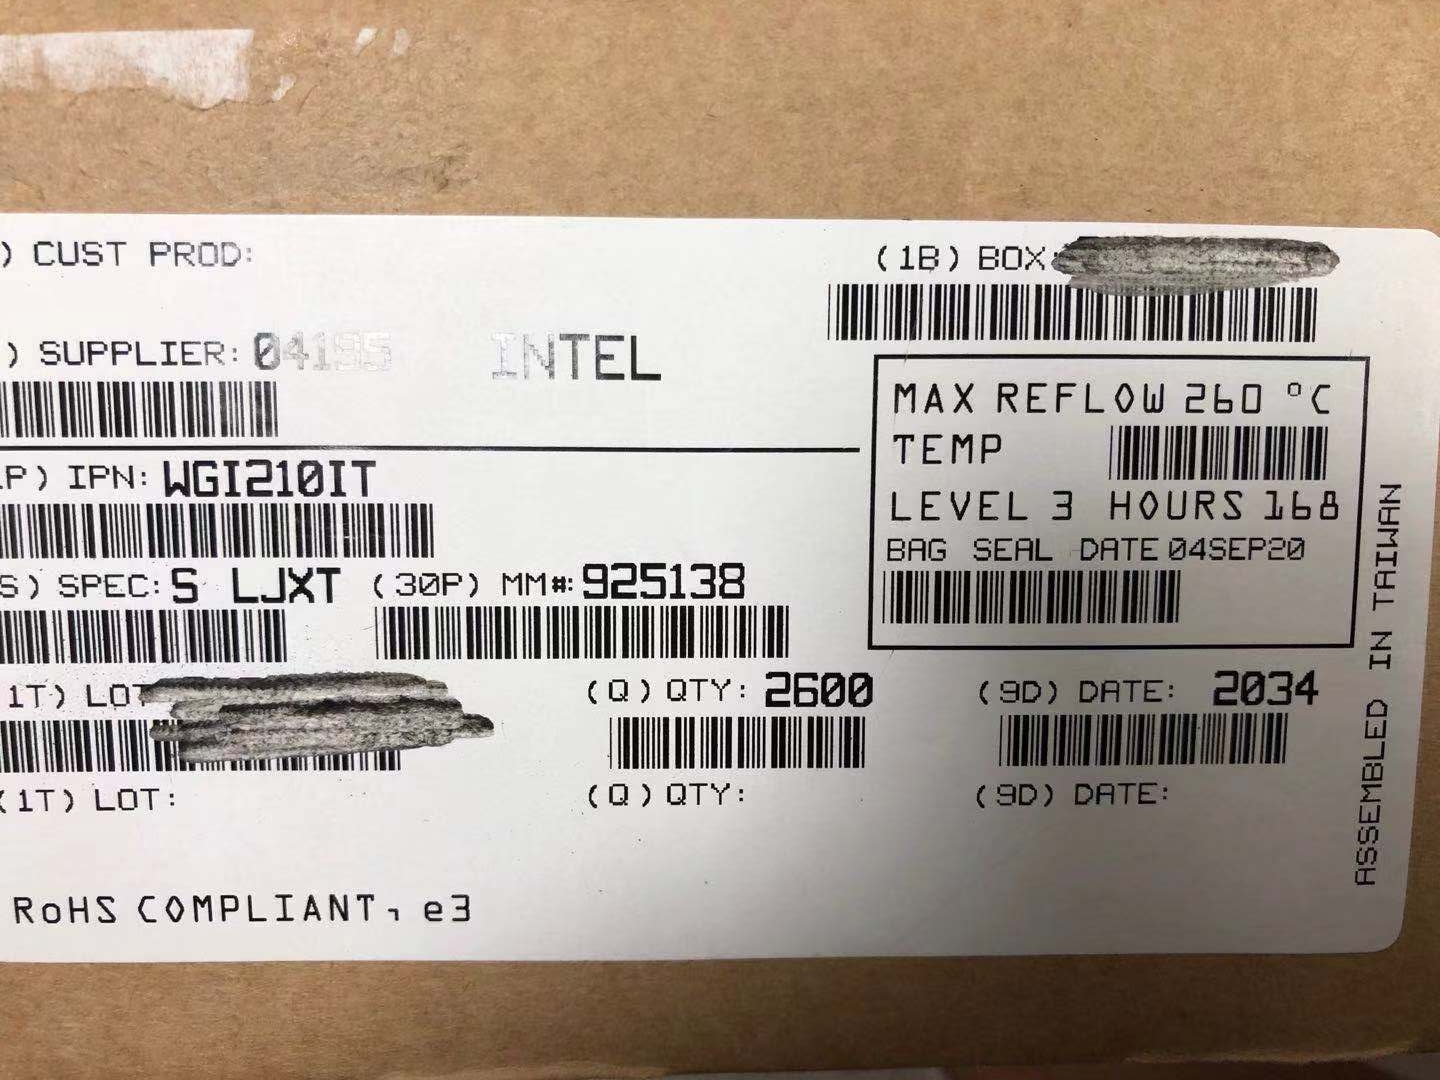 ) CUST PROD:
(1B) BOX:
) SUPPLIER: 04195 INTEL
MAX REFLOW 260 °C
TEMP
P) IPN: WGI210IT
LEVEL 3 HOURS 168
BAG SEAL DATE 04SEP20
S) SPEC: S LJXT (30P) MM#: 925138
1T) LOT (Q) QTY: 2600 (9D) DATE: 2034
(1T) LOT: (Q) QTY: (9D) DATE:
RoHS COMPLIANT, e3
ASSEMBLED IN TAIWAN